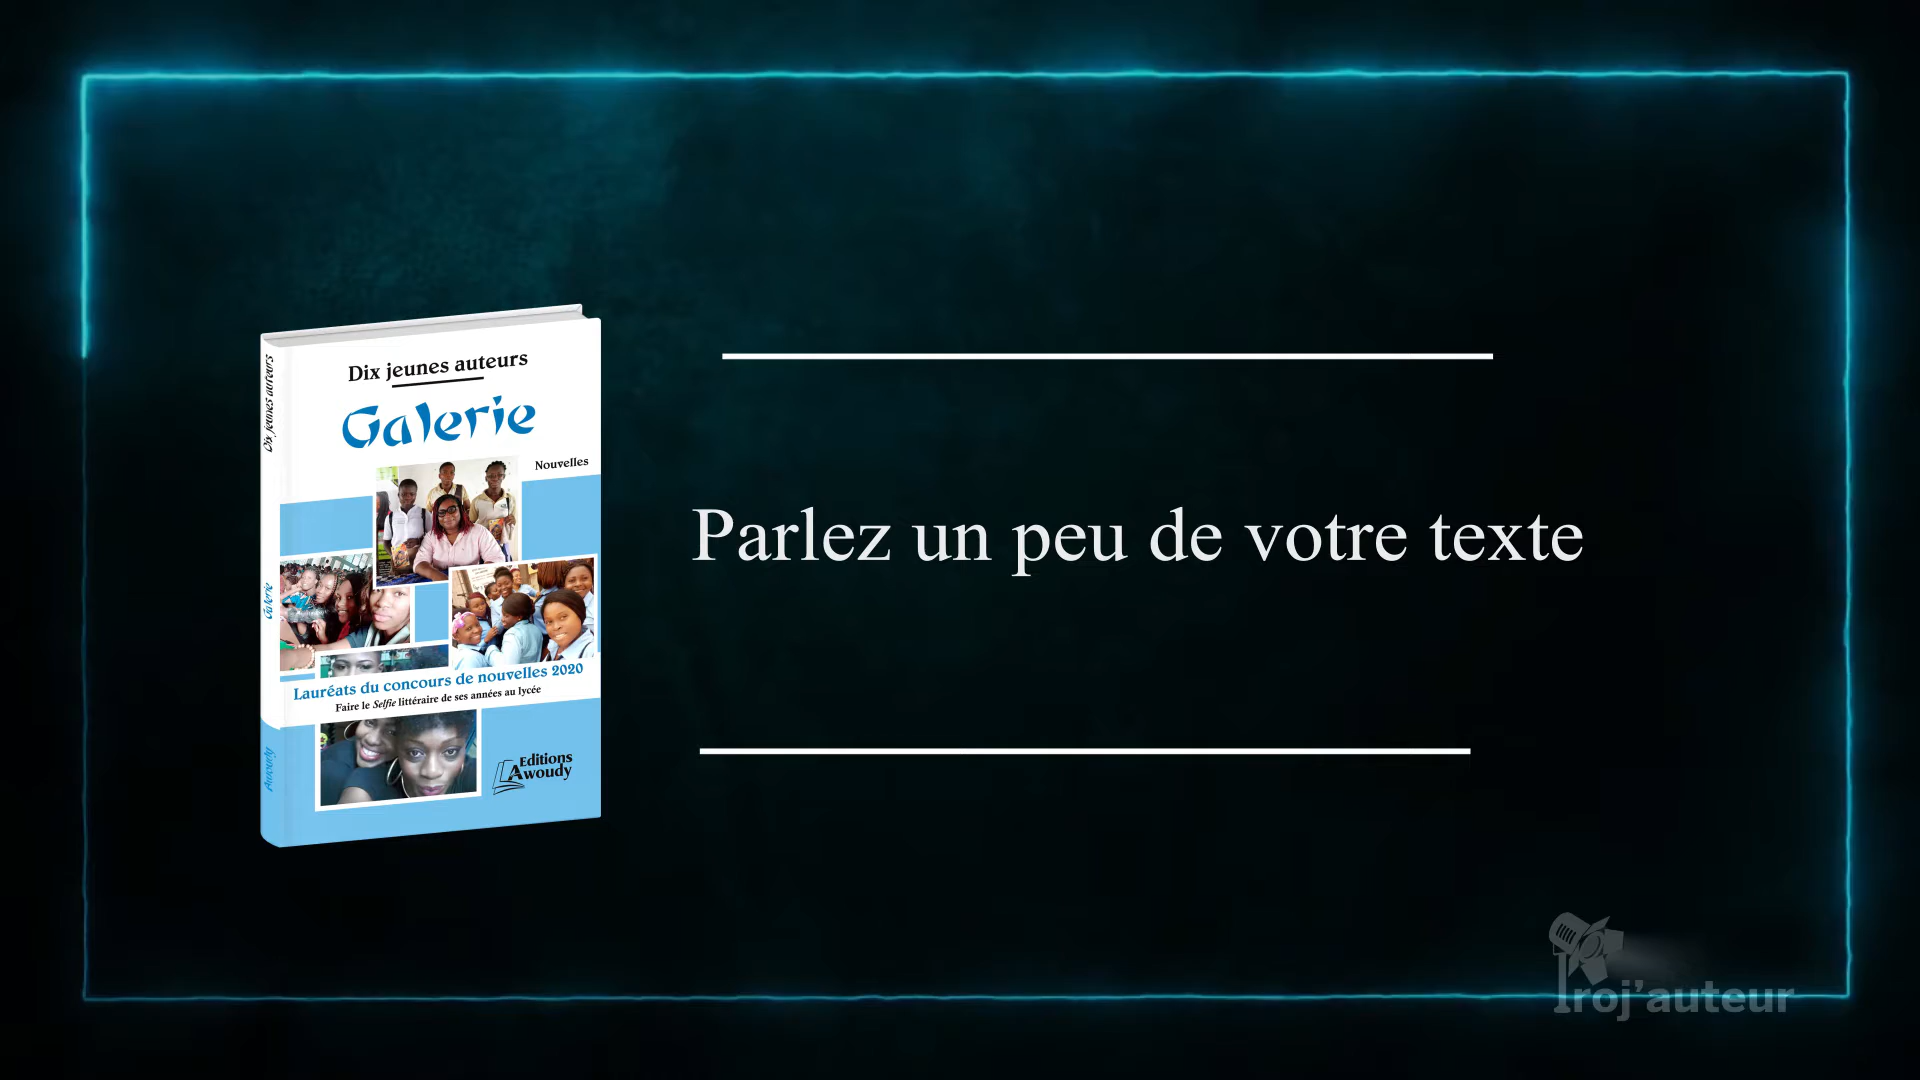 Dix jeunes auteurs
Galerie
Nouvelles
Lauréats du concours de nouvelles 2020
Faire le Selfie littéraire de ses années au lycée
Editions
Awoudy
Dix jeunes auteurs
Galerie
Awoudy
Parlez un peu de votre texte
Proj'auteur